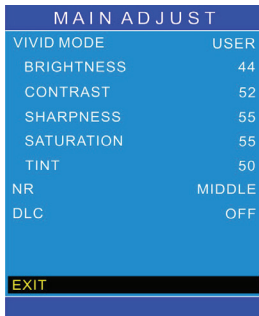 MAIN ADJUST
VIVID MODE USER
BRIGHTNESS 44
CONTRAST 52
SHARPNESS 55
SATURATION 55
TINT 50
NR MIDDLE
DLC OFF
EXIT